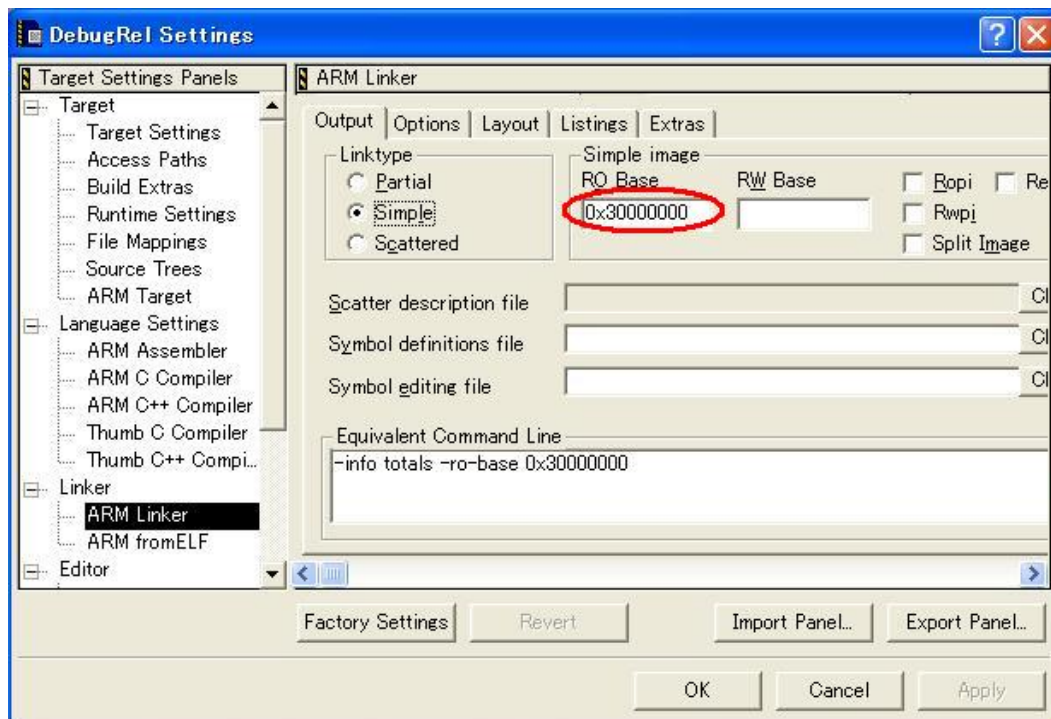 DebugRel Settings
Target Settings Panels
Target
Target Settings
Access Paths
Build Extras
Runtime Settings
File Mappings
Source Trees
ARM Target
Language Settings
ARM Assembler
ARM C Compiler
ARM C++ Compiler
Thumb C Compiler
Thumb C++ Compi...
Linker
ARM Linker
ARM fromELF
Editor
ARM Linker
Output Options Layout Listings Extras
Linktype
Partial
Simple
Scattered
Simple image
RO Base RW Base
0x30000000
Ropi Re
Rwpi
Split Image
Scatter description file Cl
Symbol definitions file Cl
Symbol editing file Cl
Equivalent Command Line
-info totals -ro-base 0x30000000
Factory Settings Revert Import Panel... Export Panel...
OK Cancel Apply